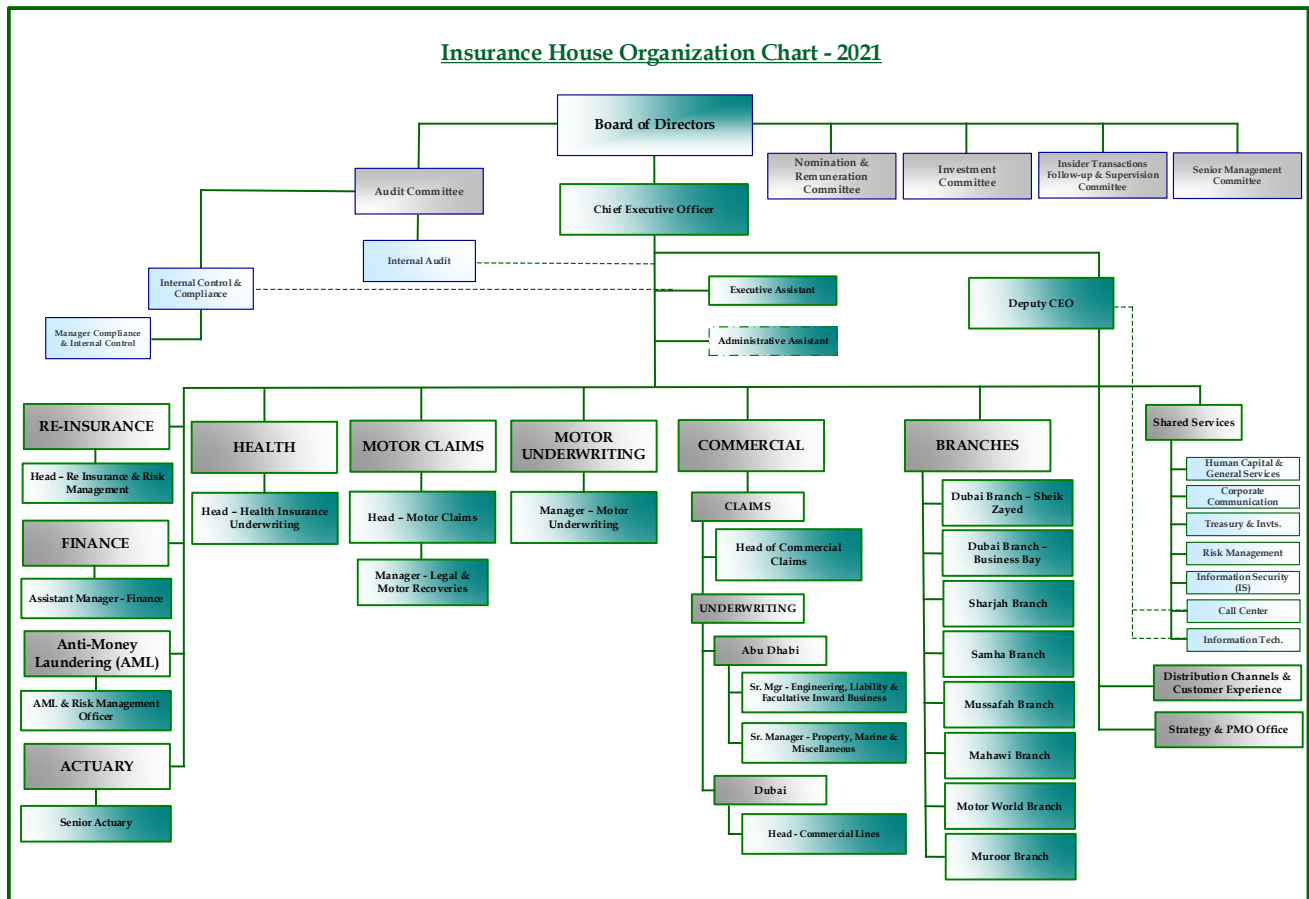 Insurance House Organization Chart - 2021
Board of Directors
Nomination &
Remuneration
Committee
Investment
Committee
Insider Transactions
Follow-up & Supervision
Committee
Senior Management
Committee
Audit Committee
Chief Executive Officer
Internal Audit
Internal Control &
Compliance
Executive Assistant
Deputy CEO
Manager Compliance
& Internal Control
Administrative Assistant
RE-INSURANCE
Head – Re Insurance & Risk
Management
FINANCE
Assistant Manager - Finance
Anti-Money
Laundering (AML)
AML & Risk Management
Officer
ACTUARY
Senior Actuary
HEALTH
Head – Health Insurance
Underwriting
MOTOR CLAIMS
Head – Motor Claims
Manager - Legal &
Motor Recoveries
MOTOR
UNDERWRITING
Manager – Motor
Underwriting
COMMERCIAL
CLAIMS
Head of Commercial
Claims
UNDERWRITING
Abu Dhabi
Sr. Mgr - Engineering, Liability &
Facultative Inward Business
Sr. Manager - Property, Marine &
Miscellaneous
Dubai
Head - Commercial Lines
BRANCHES
Dubai Branch – Sheik
Zayed
Dubai Branch –
Business Bay
Sharjah Branch
Samha Branch
Mussafah Branch
Mahawi Branch
Motor World Branch
Muroor Branch
Shared Services
Human Capital &
General Services
Corporate
Communication
Treasury & Invts.
Risk Management
Information Security
(IS)
Call Center
Information Tech.
Distribution Channels &
Customer Experience
Strategy & PMO Office